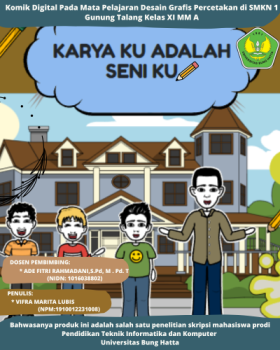 Komik Digital Pada Mata Pelajaran Desain Grafis Percetakan di SMKN 1
Gunung Talang Kelas XI MM A
KARYA KU ADALAH
SENI KU
DOSEN PEMBIMBING:
* ADE FITRI RAHMADANI,S.Pd, M . Pd. T
(NIDN: 1016038802)
PENULIS:
* VIFRA MARITA LUBIS
(NPM:1910012231008)
Bahwasanya produk ini adalah salah satu penelitian skripsi mahasiswa prodi
Pendidikan Teknik Informatika dan Komputer
Universitas Bung Hatta